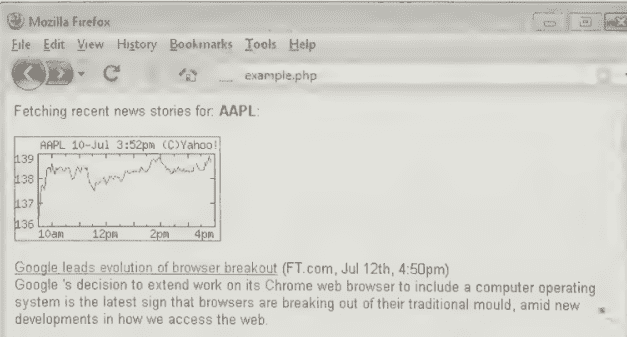 Mozilla Firefox
File Edit View History Bookmarks Tools Help
example.php
Fetching recent news stories for: AAPL:
AAPL 10-Jul 3:52pm (C)Yahoo!
139
138
137
136
10am 12pm 2pm 4pm
Google leads evolution of browser breakout (FT.com, Jul 12th, 4:50pm)
Google 's decision to extend work on its Chrome web browser to include a computer operating
system is the latest sign that browsers are breaking out of their traditional mould, amid new
developments in how we access the web.